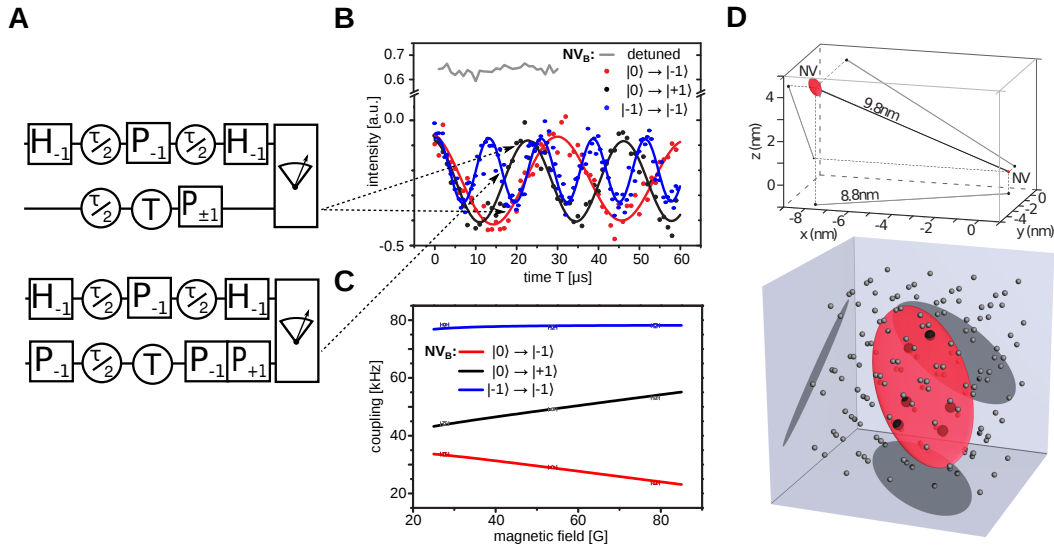 A
H-1 τ/2 P-1 τ/2 H-1
τ/2 T P±1
H-1 τ/2 P-1 τ/2 H-1
P-1 τ/2 T P-1 P+1
B
0.7
0.6
0.0
-0.5
intensity [a.u.]
NVB: detuned
|0⟩→|-1⟩
|0⟩→|+1⟩
|-1⟩→|-1⟩
0 10 20 30 40 50 60
time T [μs]
C
80
60
40
20
coupling [kHz]
NVB: |0⟩→|-1⟩
|0⟩→|+1⟩
|-1⟩→|-1⟩
20 40 60 80
magnetic field [G]
D
NV
9.8nm
NV
8.8nm
4
2
0
z (nm)
-8 -6 -4 -2 0
x (nm)
-4 -2 0
y (nm)